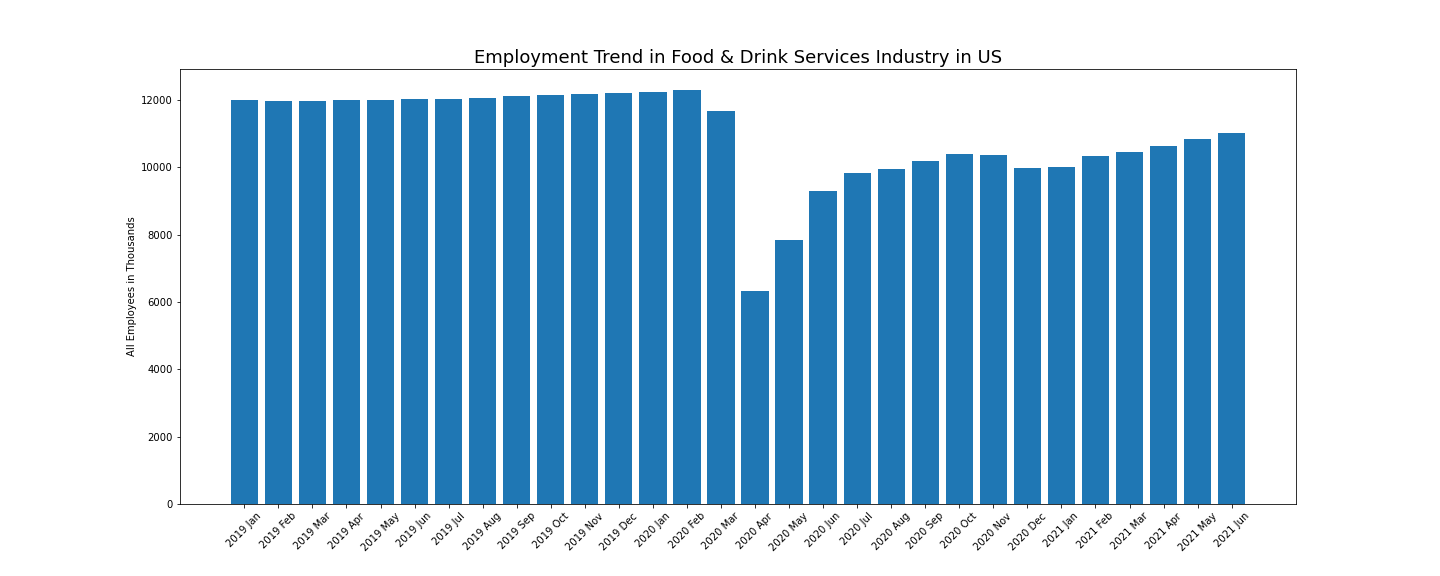 Employment Trend in Food & Drink Services Industry in US
All Employees in Thousands
12000
10000
8000
6000
4000
2000
0
2019 Jan
2019 Feb
2019 Mar
2019 Apr
2019 May
2019 Jun
2019 Jul
2019 Aug
2019 Sep
2019 Oct
2019 Nov
2019 Dec
2020 Jan
2020 Feb
2020 Mar
2020 Apr
2020 May
2020 Jun
2020 Jul
2020 Aug
2020 Sep
2020 Oct
2020 Nov
2020 Dec
2021 Jan
2021 Feb
2021 Mar
2021 Apr
2021 May
2021 Jun